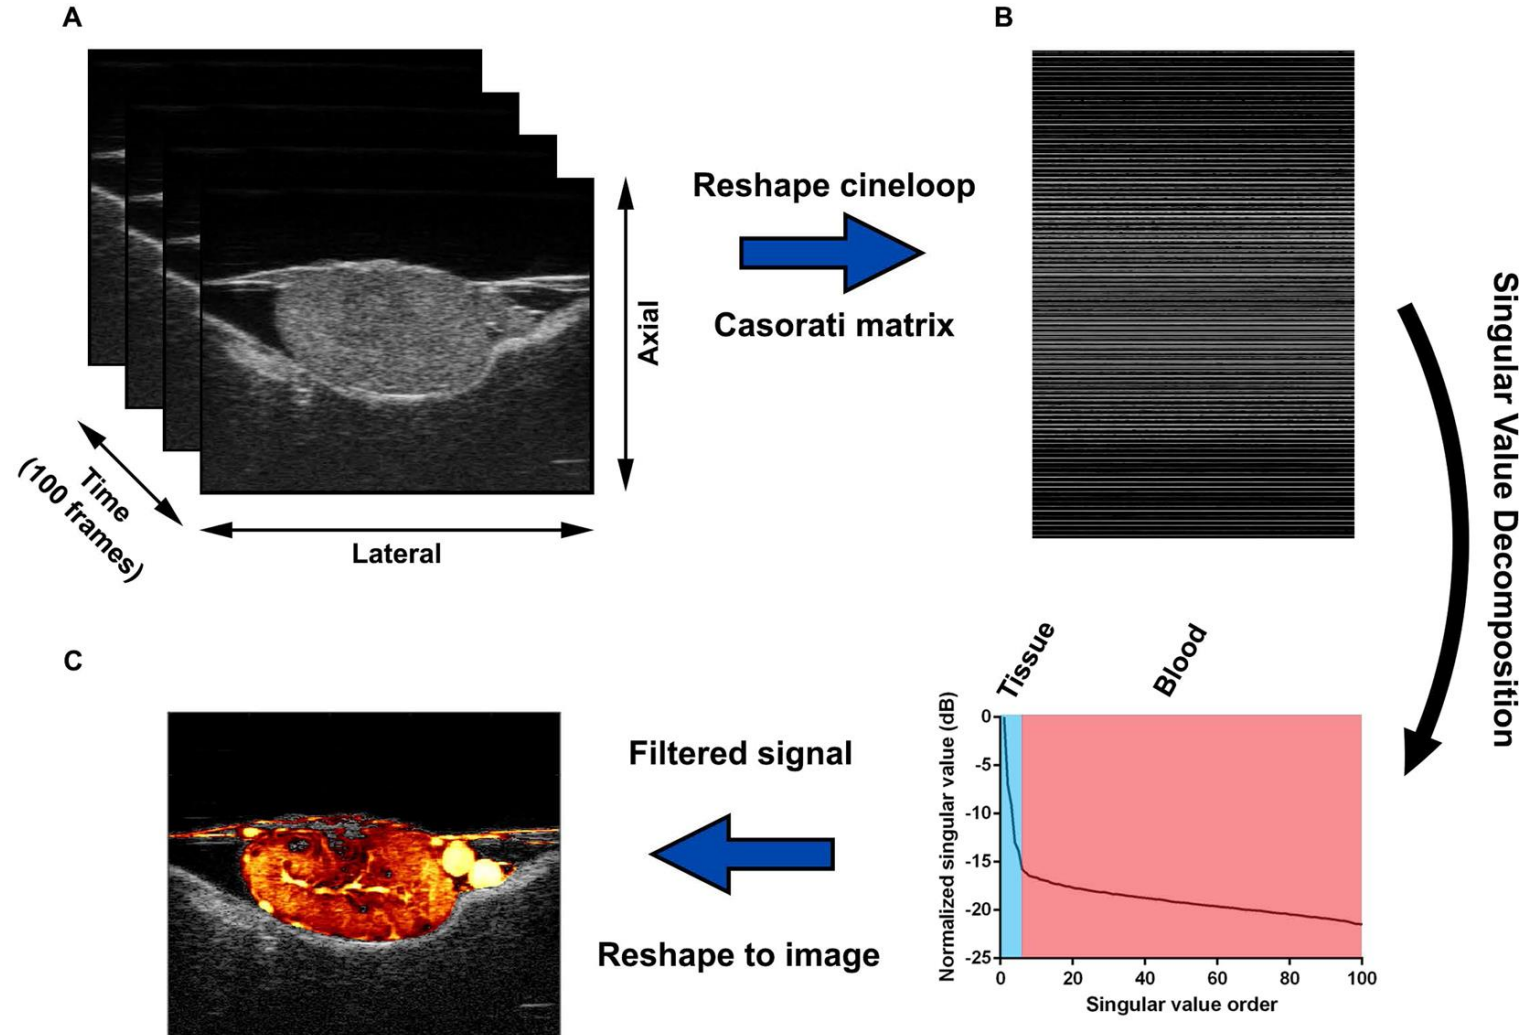 A
B
Reshape cineloop
Casorati matrix
Axial
Time
(100 frames)
Lateral
Singular Value Decomposition
C
Filtered signal
Reshape to image
Tissue
Blood
Normalized singular value (dB)
0
-5
-10
-15
-20
-25
0
20
40
60
80
100
Singular value order